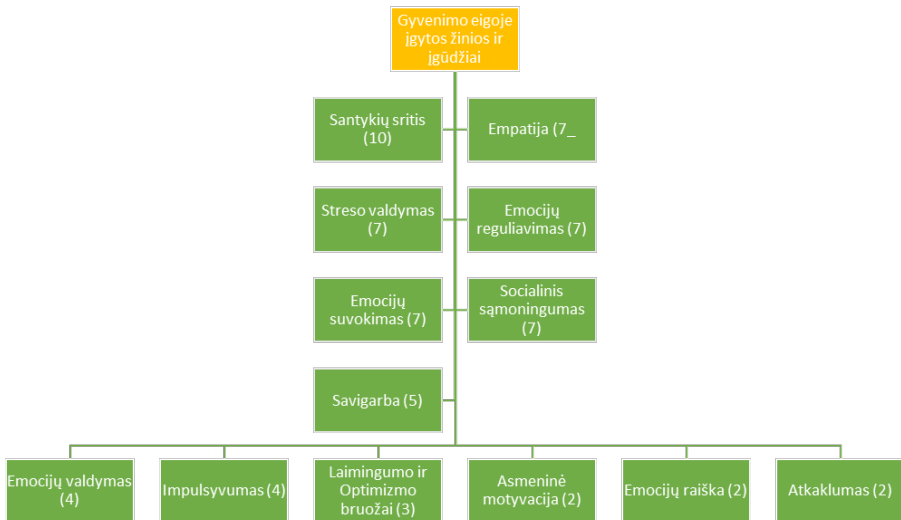 Gyvenimo eigoje
įgytos žinios ir
įgūdžiai
Santykių sritis
(10)
Empatija (7_
Streso valdymas
(7)
Emocijų
reguliavimas (7)
Emocijų
suvokimas (7)
Socialinis
sąmoningumas
(7)
Savigarba (5)
Emocijų valdymas
(4)
Impulsyvumas (4)
Laimingumo ir
Optimizmo
bruožai (3)
Asmeninė
motyvacija (2)
Emocijų raiška (2)
Atkaklumas (2)